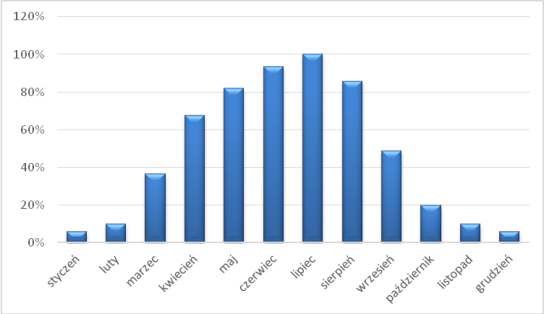 120%
100%
80%
60%
40%
20%
0%
styczeń
luty
marzec
kwiecień
maj
czerwiec
lipiec
sierpień
wrzesień
październik
listopad
grudzień